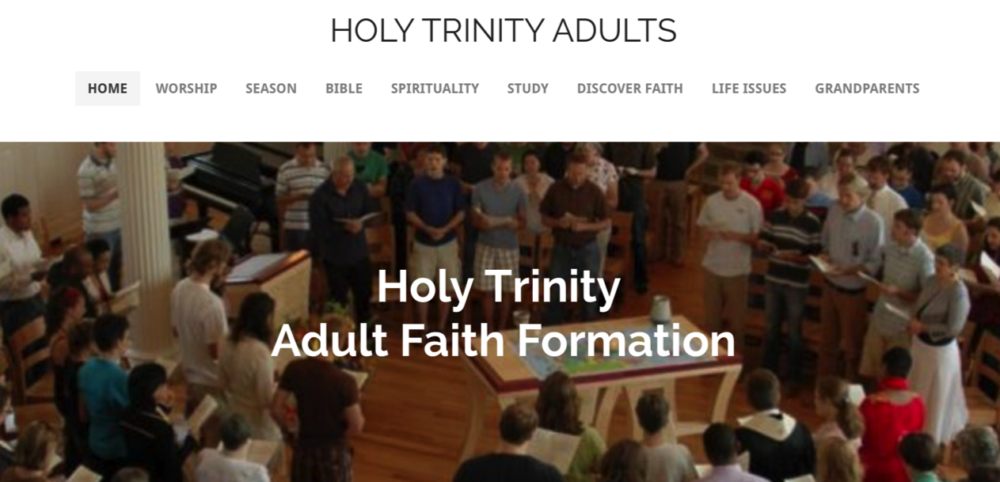 HOLY TRINITY ADULTS
HOME WORSHIP SEASON BIBLE SPIRITUALITY STUDY DISCOVER FAITH LIFE ISSUES GRANDPARENTS
Holy Trinity
Adult Faith Formation